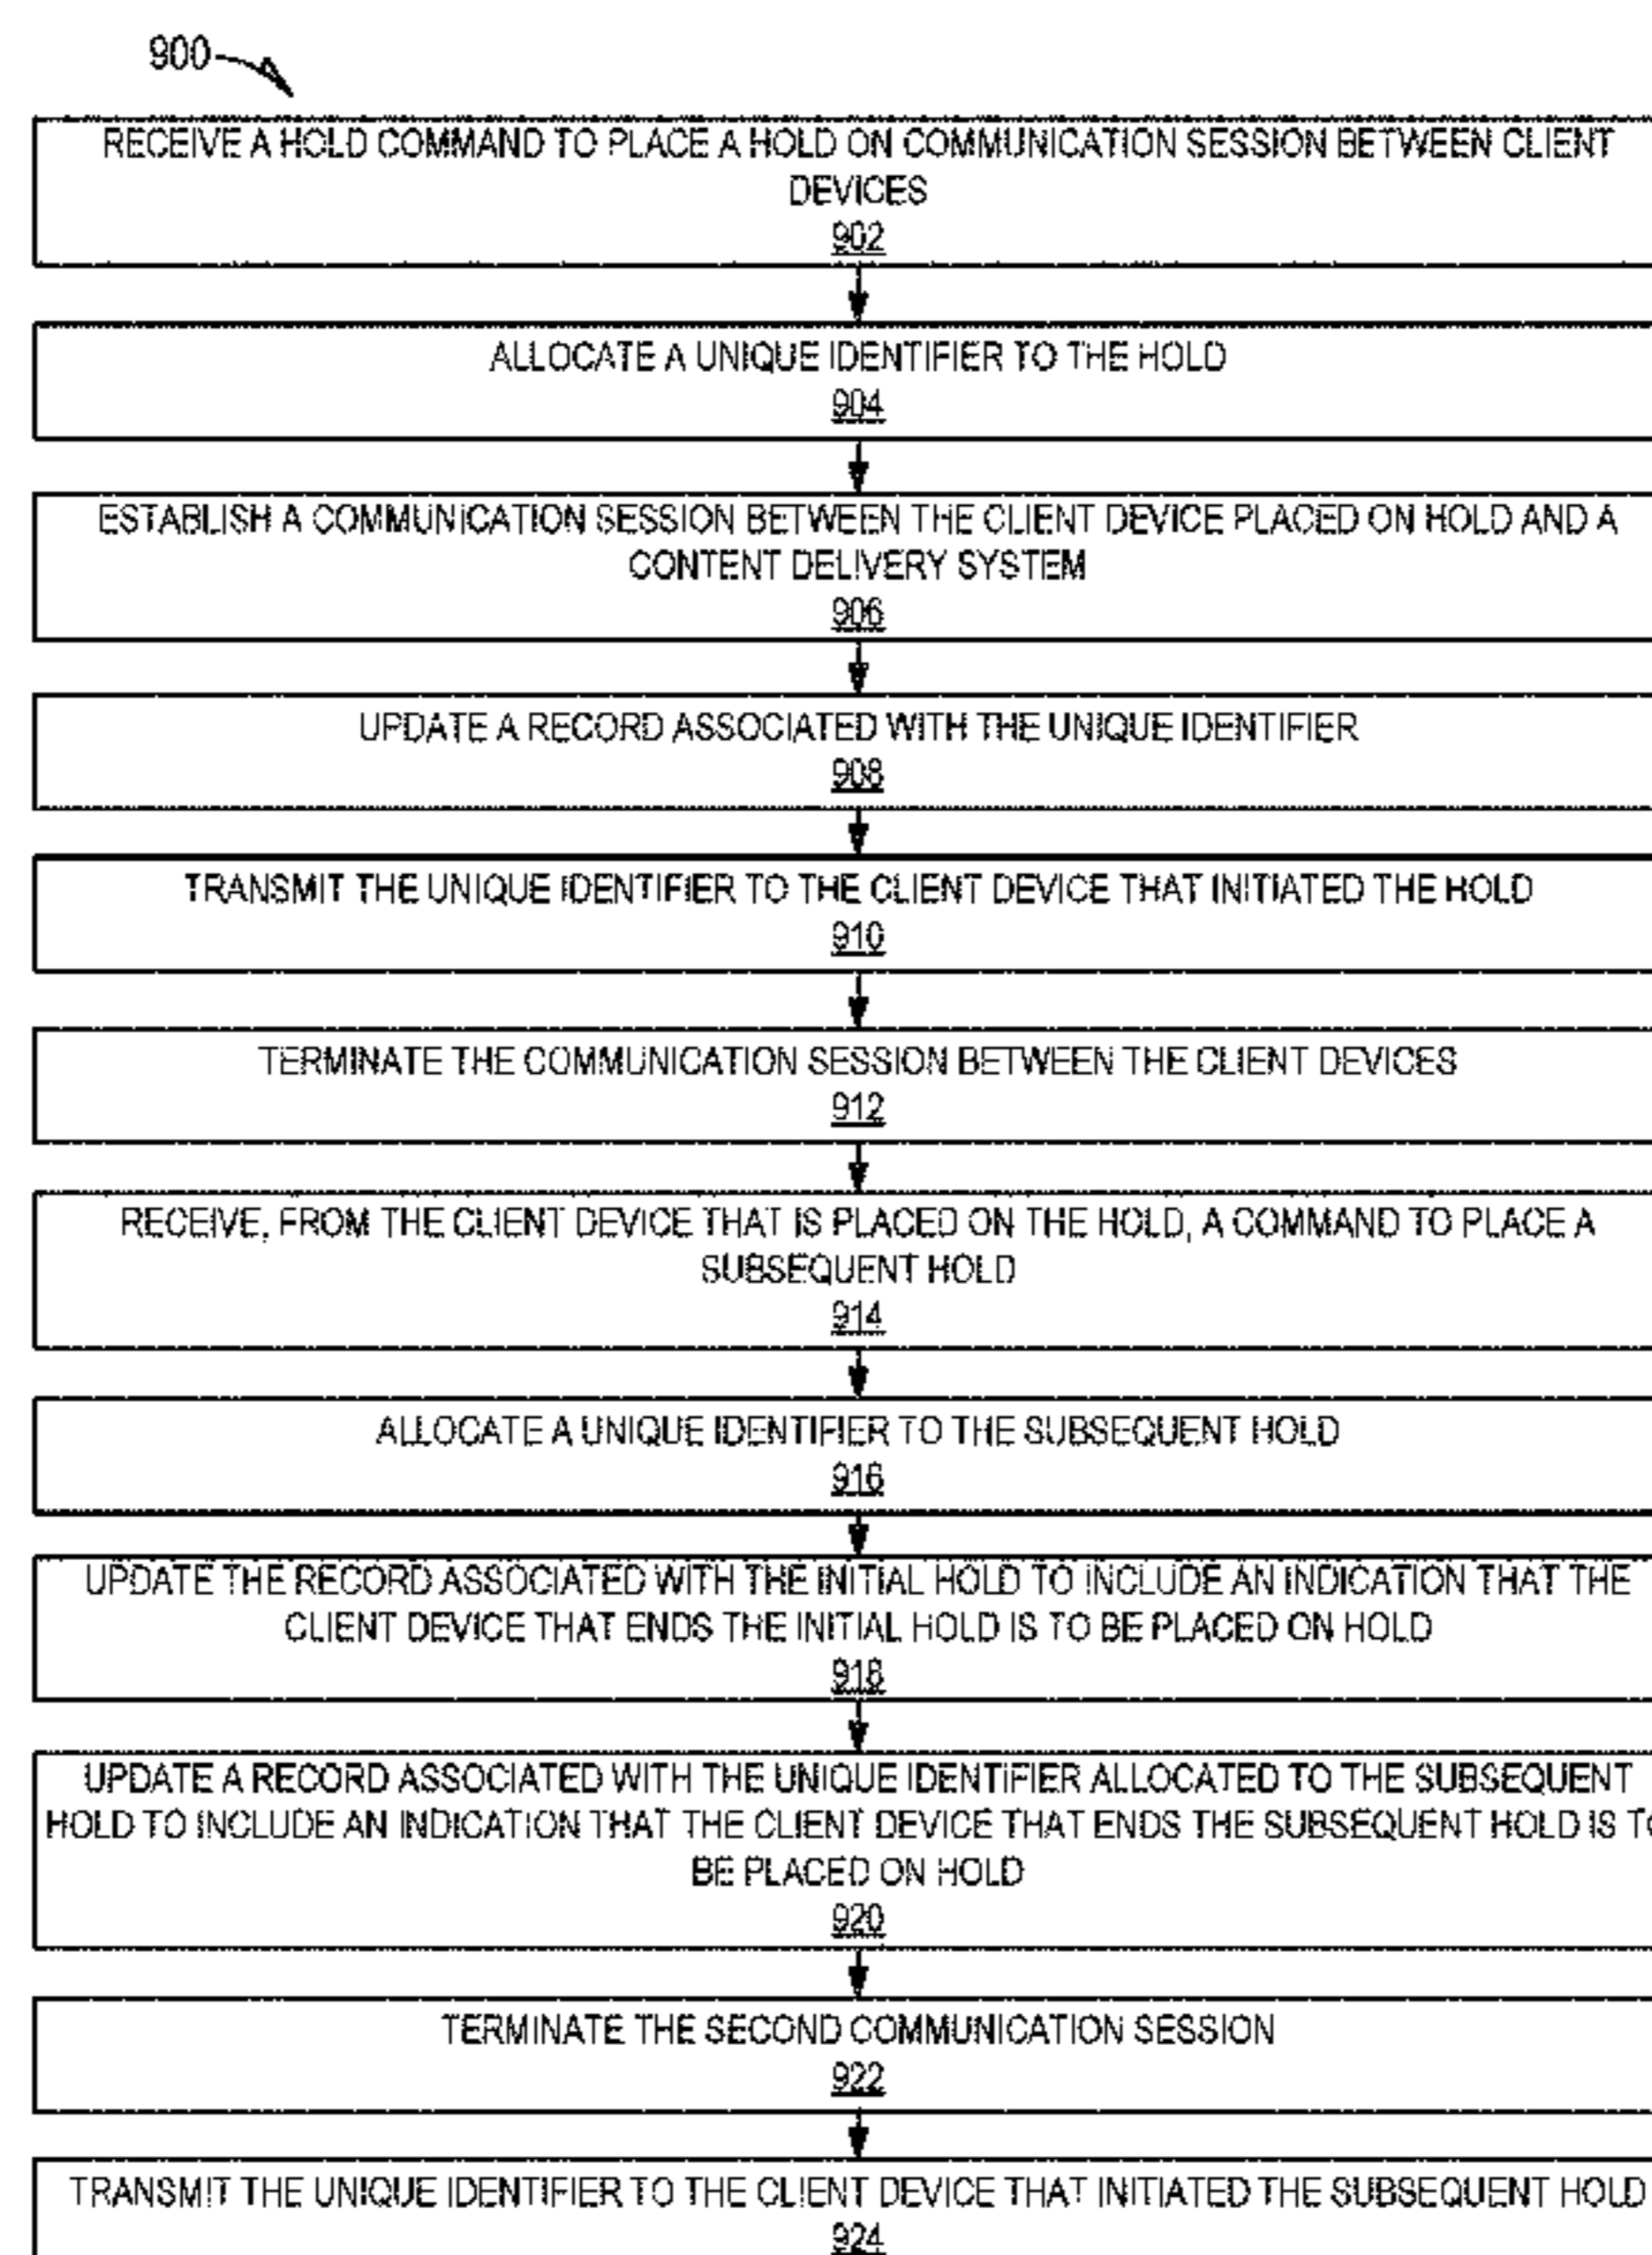 900
RECEIVE A HOLD COMMAND TO PLACE A HOLD ON COMMUNICATION SESSION BETWEEN CLIENT
DEVICES
902
ALLOCATE A UNIQUE IDENTIFIER TO THE HOLD
904
ESTABLISH A COMMUNICATION SESSION BETWEEN THE CLIENT DEVICE PLACED ON HOLD AND A
CONTENT DELIVERY SYSTEM
906
UPDATE A RECORD ASSOCIATED WITH THE UNIQUE IDENTIFIER
908
TRANSMIT THE UNIQUE IDENTIFIER TO THE CLIENT DEVICE THAT INITIATED THE HOLD
910
TERMINATE THE COMMUNICATION SESSION BETWEEN THE CLIENT DEVICES
912
RECEIVE, FROM THE CLIENT DEVICE THAT IS PLACED ON THE HOLD, A COMMAND TO PLACE A
SUBSEQUENT HOLD
914
ALLOCATE A UNIQUE IDENTIFIER TO THE SUBSEQUENT HOLD
916
UPDATE THE RECORD ASSOCIATED WITH THE INITIAL HOLD TO INCLUDE AN INDICATION THAT THE
CLIENT DEVICE THAT ENDS THE INITIAL HOLD IS TO BE PLACED ON HOLD
918
UPDATE A RECORD ASSOCIATED WITH THE UNIQUE IDENTIFIER ALLOCATED TO THE SUBSEQUENT
HOLD TO INCLUDE AN INDICATION THAT THE CLIENT DEVICE THAT ENDS THE SUBSEQUENT HOLD IS TO
BE PLACED ON HOLD
920
TERMINATE THE SECOND COMMUNICATION SESSION
922
TRANSMIT THE UNIQUE IDENTIFIER TO THE CLIENT DEVICE THAT INITIATED THE SUBSEQUENT HOLD
924